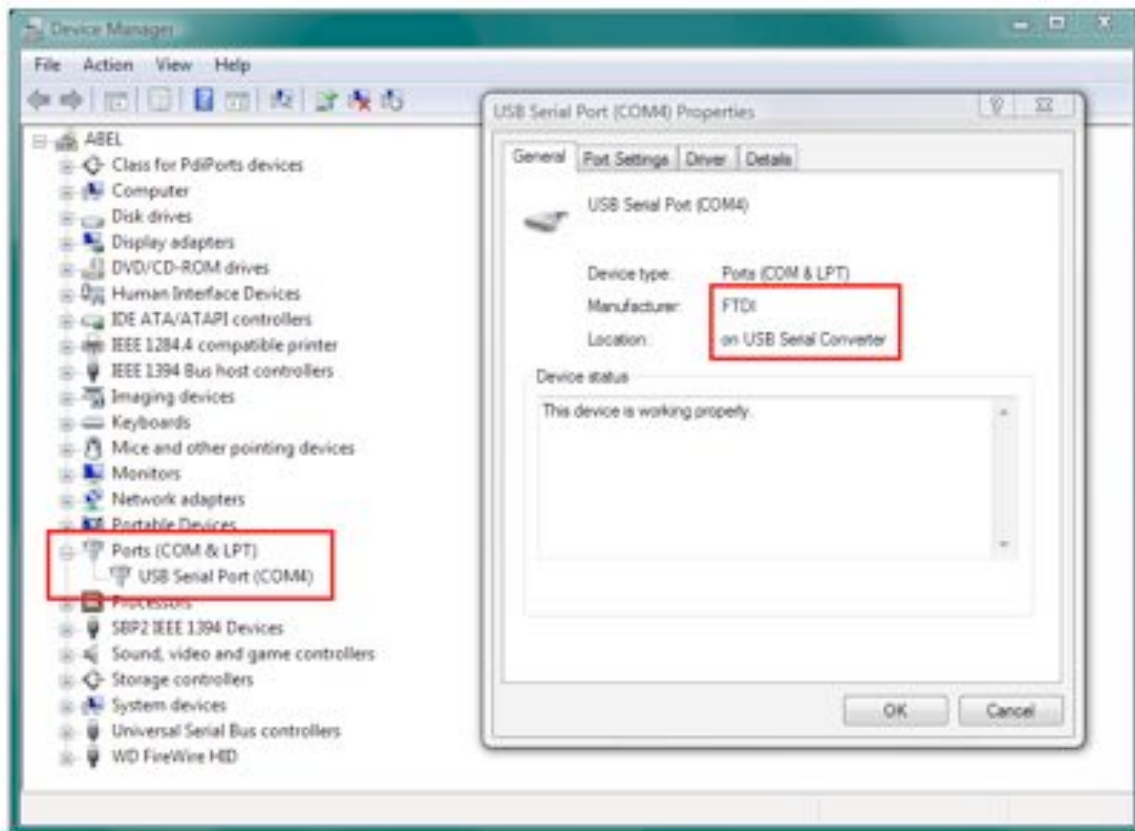 Device Manager
File Action View Help
ABEL
Class for PdiPorts devices
Computer
Disk drives
Display adapters
DVD/CD-ROM drives
Human Interface Devices
IDE ATA/ATAPI controllers
IEEE 1284.4 compatible printer
IEEE 1394 Bus host controllers
Imaging devices
Keyboards
Mice and other pointing devices
Monitors
Network adapters
Portable Devices
Ports (COM & LPT)
USB Serial Port (COM4)
Processors
SBP2 IEEE 1394 Devices
Sound, video and game controllers
Storage controllers
System devices
Universal Serial Bus controllers
WD FireWire HID
USB Serial Port (COM4) Properties
General Port Settings Driver Details
USB Serial Port (COM4)
Device type: Ports (COM & LPT)
Manufacturer: FTDI
Location: on USB Serial Converter
Device status
This device is working properly.
OK Cancel